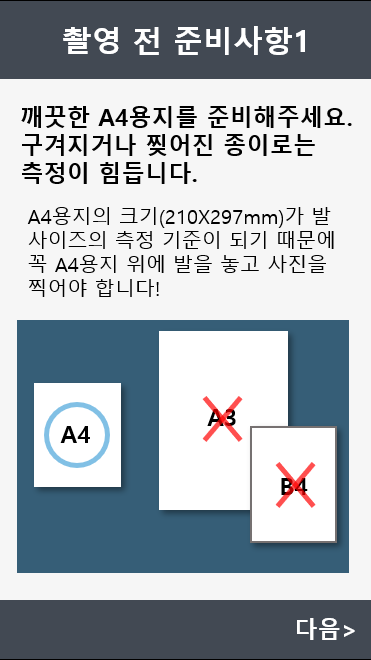 촬영 전 준비사항1
깨끗한 A4용지를 준비해주세요.
구겨지거나 찢어진 종이로는
측정이 힘듭니다.
A4용지의 크기(210X297mm)가 발
사이즈의 측정 기준이 되기 때문에
꼭 A4용지 위에 발을 놓고 사진을
찍어야 합니다!
A4
A3
B4
다음>